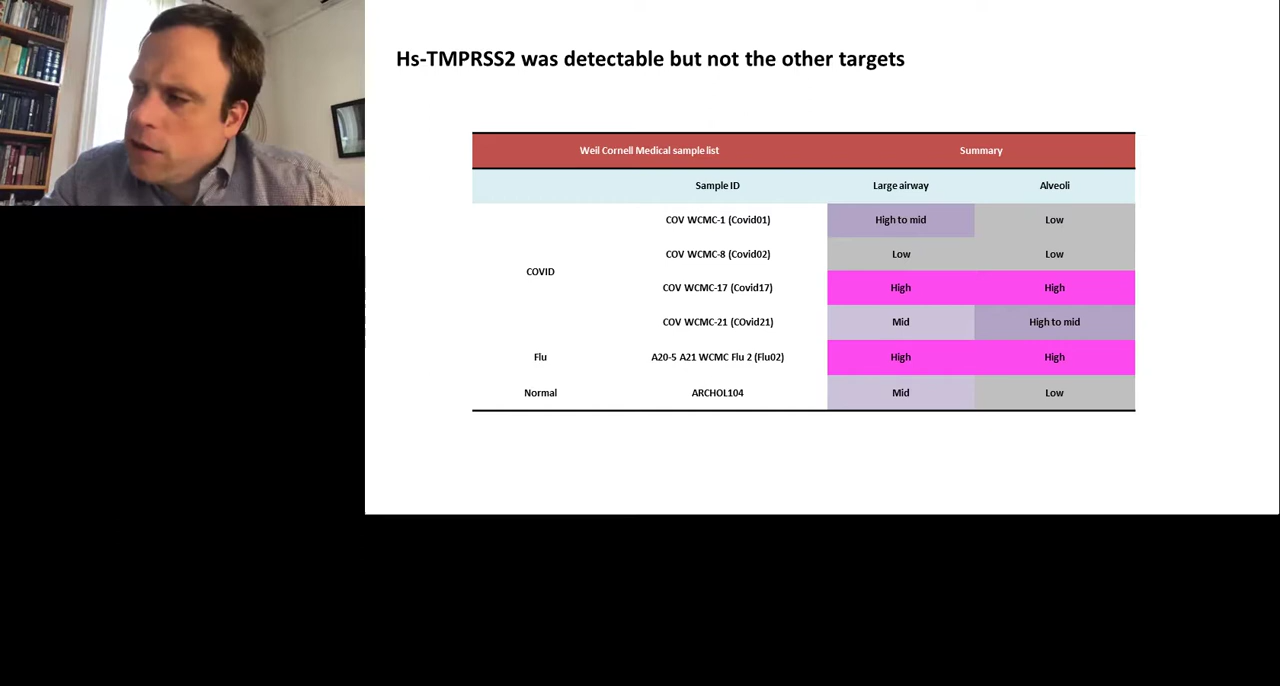 Hs-TMPRSS2 was detectable but not the other targets
Weil Cornell Medical sample list Summary
Sample ID Large airway Alveoli
COV WCMC-1 (Covid01) High to mid Low
COV WCMC-8 (Covid02) Low Low
COVID
COV WCMC-17 (Covid17) High High
COV WCMC-21 (COvid21) Mid High to mid
Flu A20-5 A21 WCMC Flu 2 (Flu02) High High
Normal ARCHOL104 Mid Low